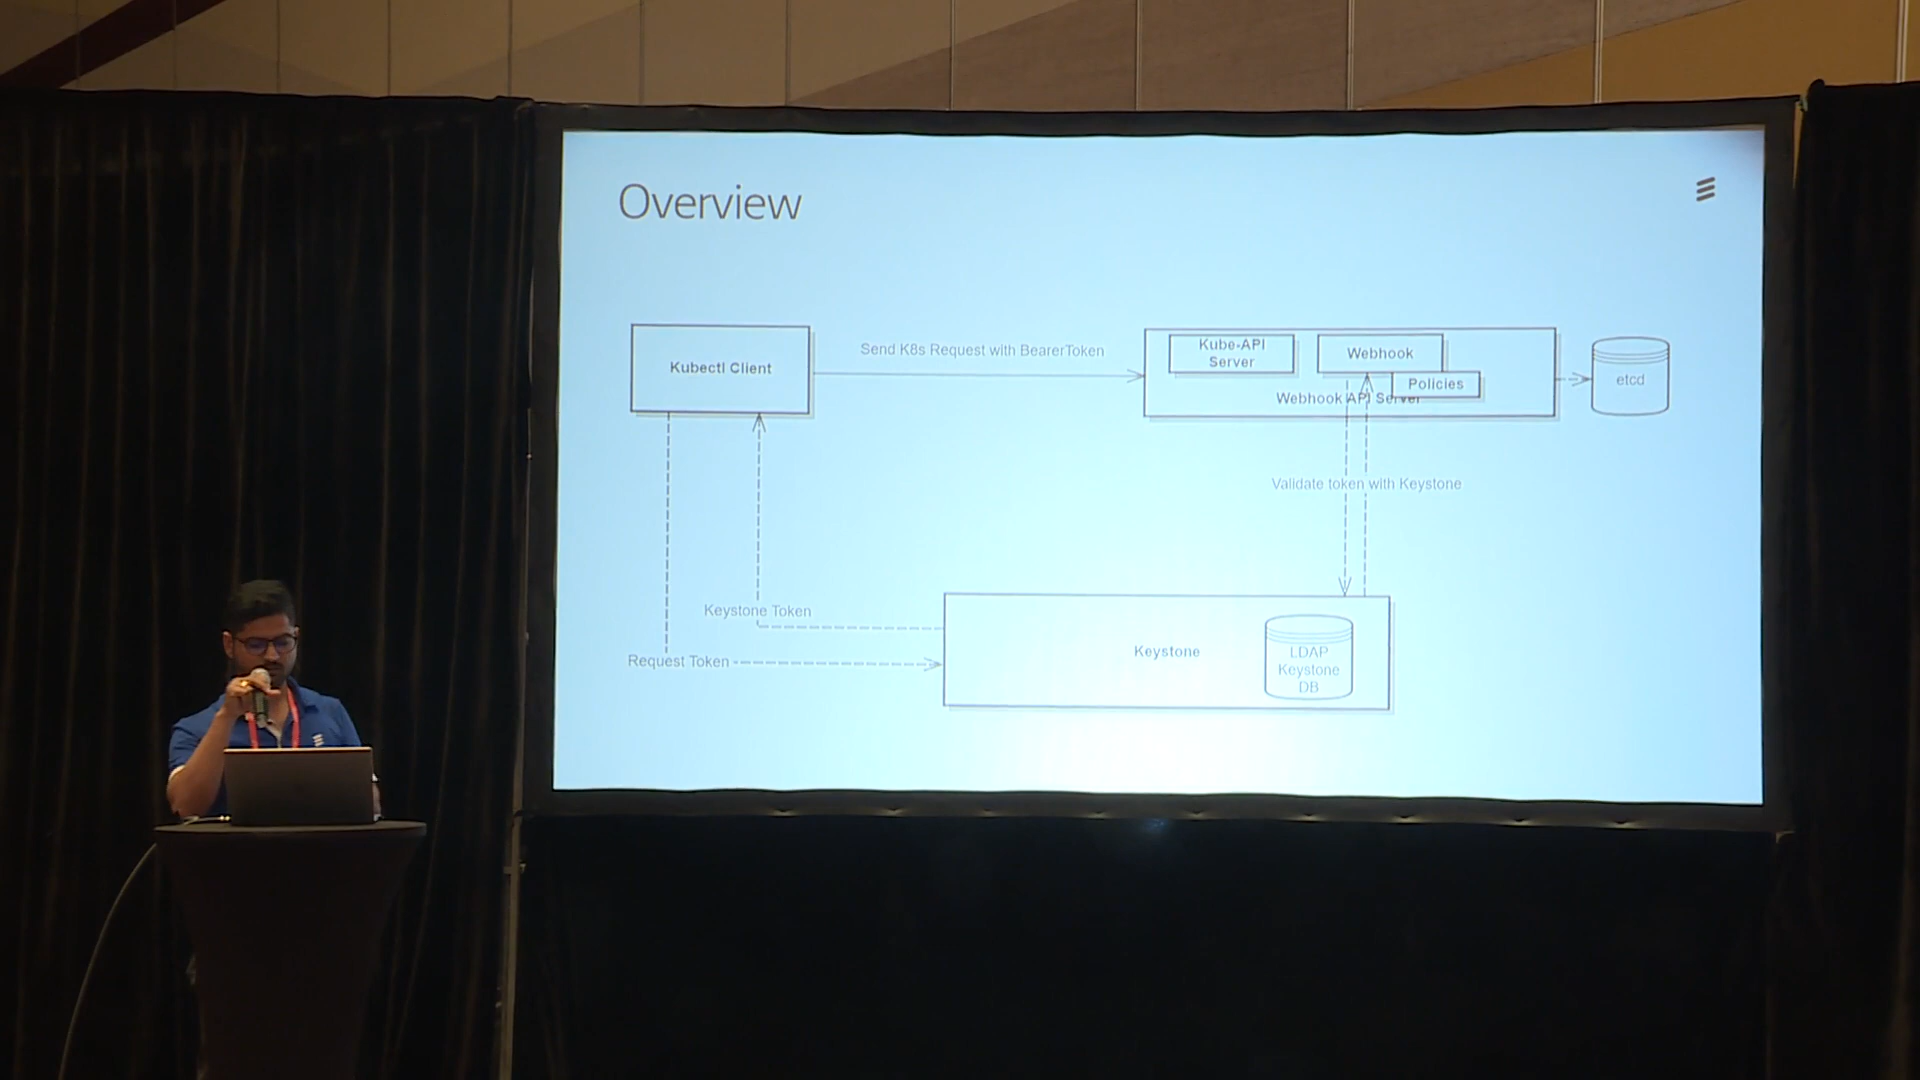 Overview
Kubectl Client
Send K8s Request with BearerToken
Kube-API
Server
Webhook
Policies
Webhook API Server
etcd
Validate token with Keystone
Keystone Token
Request Token
Keystone
LDAP
Keystone
DB